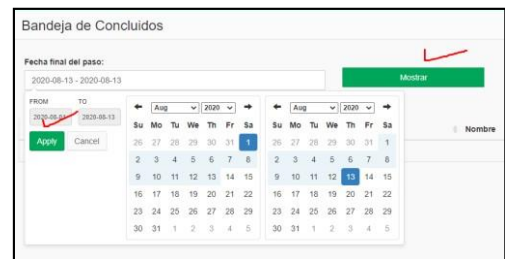 Bandeja de Concluidos
Fecha final del paso:
2020-08-13 - 2020-08-13
Mostrar
FROM TO
2020-08-01 2020-08-13
Apply Cancel
Nombre
Aug 2020
Su Mo Tu We Th Fr Sa
26 27 28 29 30 31 1
2 3 4 5 6 7 8
9 10 11 12 13 14 15
16 17 18 19 20 21 22
23 24 25 26 27 28 29
30 31 1 2 3 4 5
Aug 2020
Su Mo Tu We Th Fr Sa
26 27 28 29 30 31 1
2 3 4 5 6 7 8
9 10 11 12 13 14 15
16 17 18 19 20 21 22
23 24 25 26 27 28 29
30 31 1 2 3 4 5